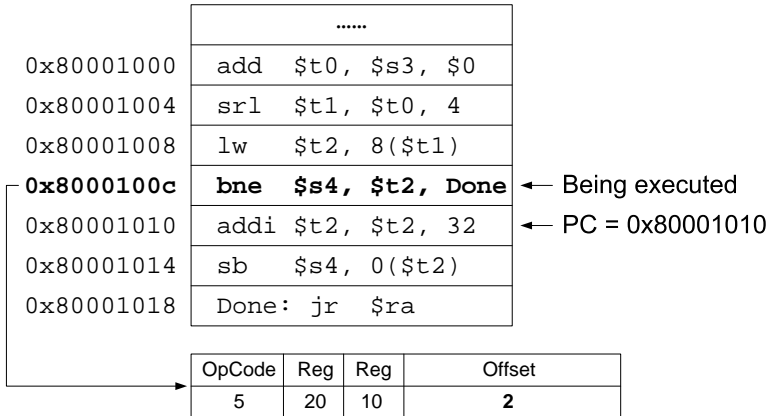 ......
0x80001000 add $t0, $s3, $0
0x80001004 srl $t1, $t0, 4
0x80001008 lw $t2, 8($t1)
0x8000100c bne $s4, $t2, Done Being executed
0x80001010 addi $t2, $t2, 32 PC = 0x80001010
0x80001014 sb $s4, 0($t2)
0x80001018 Done: jr $ra
OpCode Reg Reg Offset
5 20 10 2